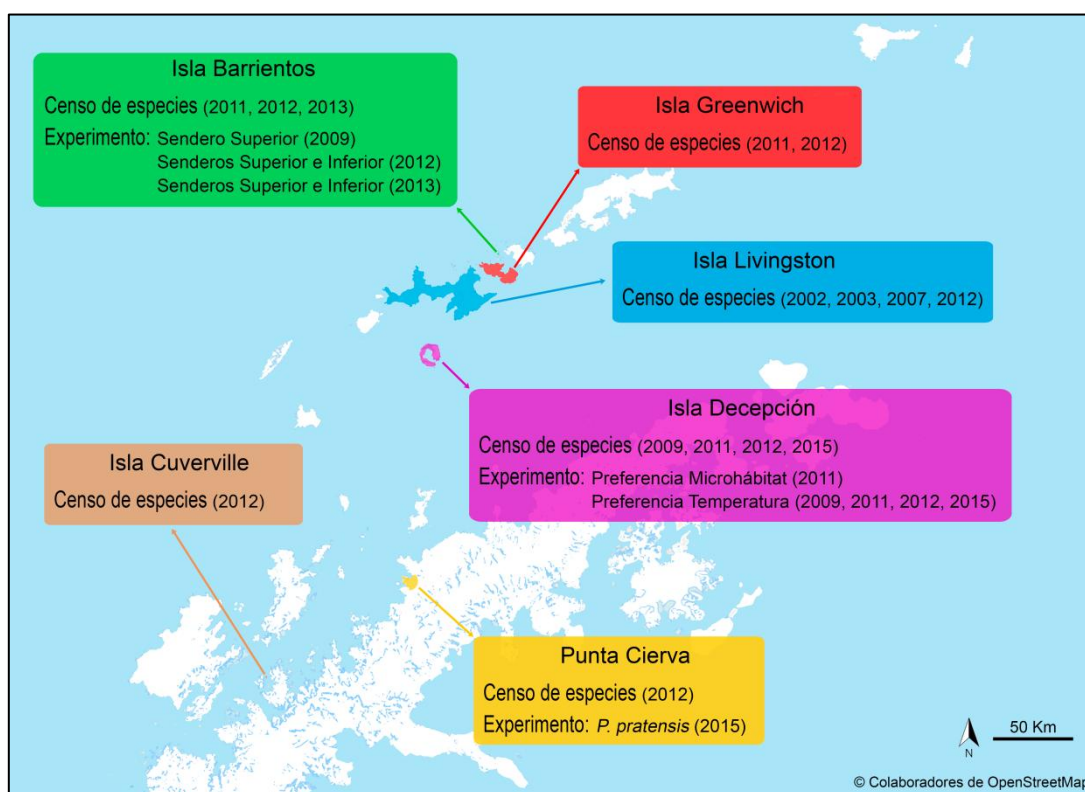 Isla Barrientos
Censo de especies (2011, 2012, 2013)
Experimento: Sendero Superior (2009)
Senderos Superior e Inferior (2012)
Senderos Superior e Inferior (2013)
Isla Greenwich
Censo de especies (2011, 2012)
Isla Livingston
Censo de especies (2002, 2003, 2007, 2012)
Isla Decepción
Censo de especies (2009, 2011, 2012, 2015)
Experimento: Preferencia Microhábitat (2011)
Preferencia Temperatura (2009, 2011, 2012, 2015)
Isla Cuverville
Censo de especies (2012)
Punta Cierva
Censo de especies (2012)
Experimento: P. pratensis (2015)
N
50 Km
© Colaboradores de OpenStreetMap